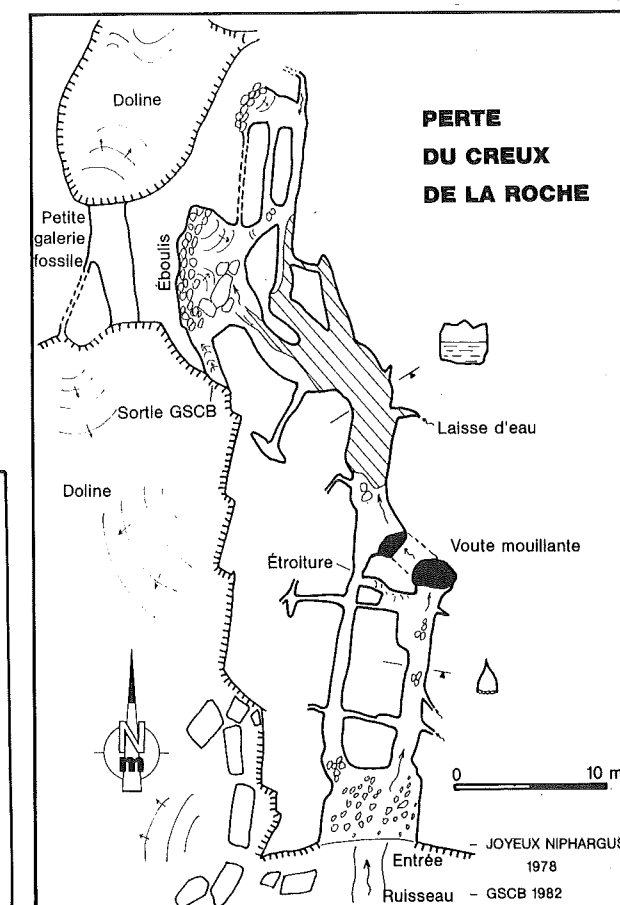 PERTE
DU CREUX
DE LA ROCHE
Doline
Petite
galerie
fossile
Éboulis
Sortie GSCB
Laisse d'eau
Doline
Voute mouillante
Étroiture
N
m
0 10 m
Entrée
Ruisseau
- JOYEUX NIPHARGUS
1978
- GSCB 1982